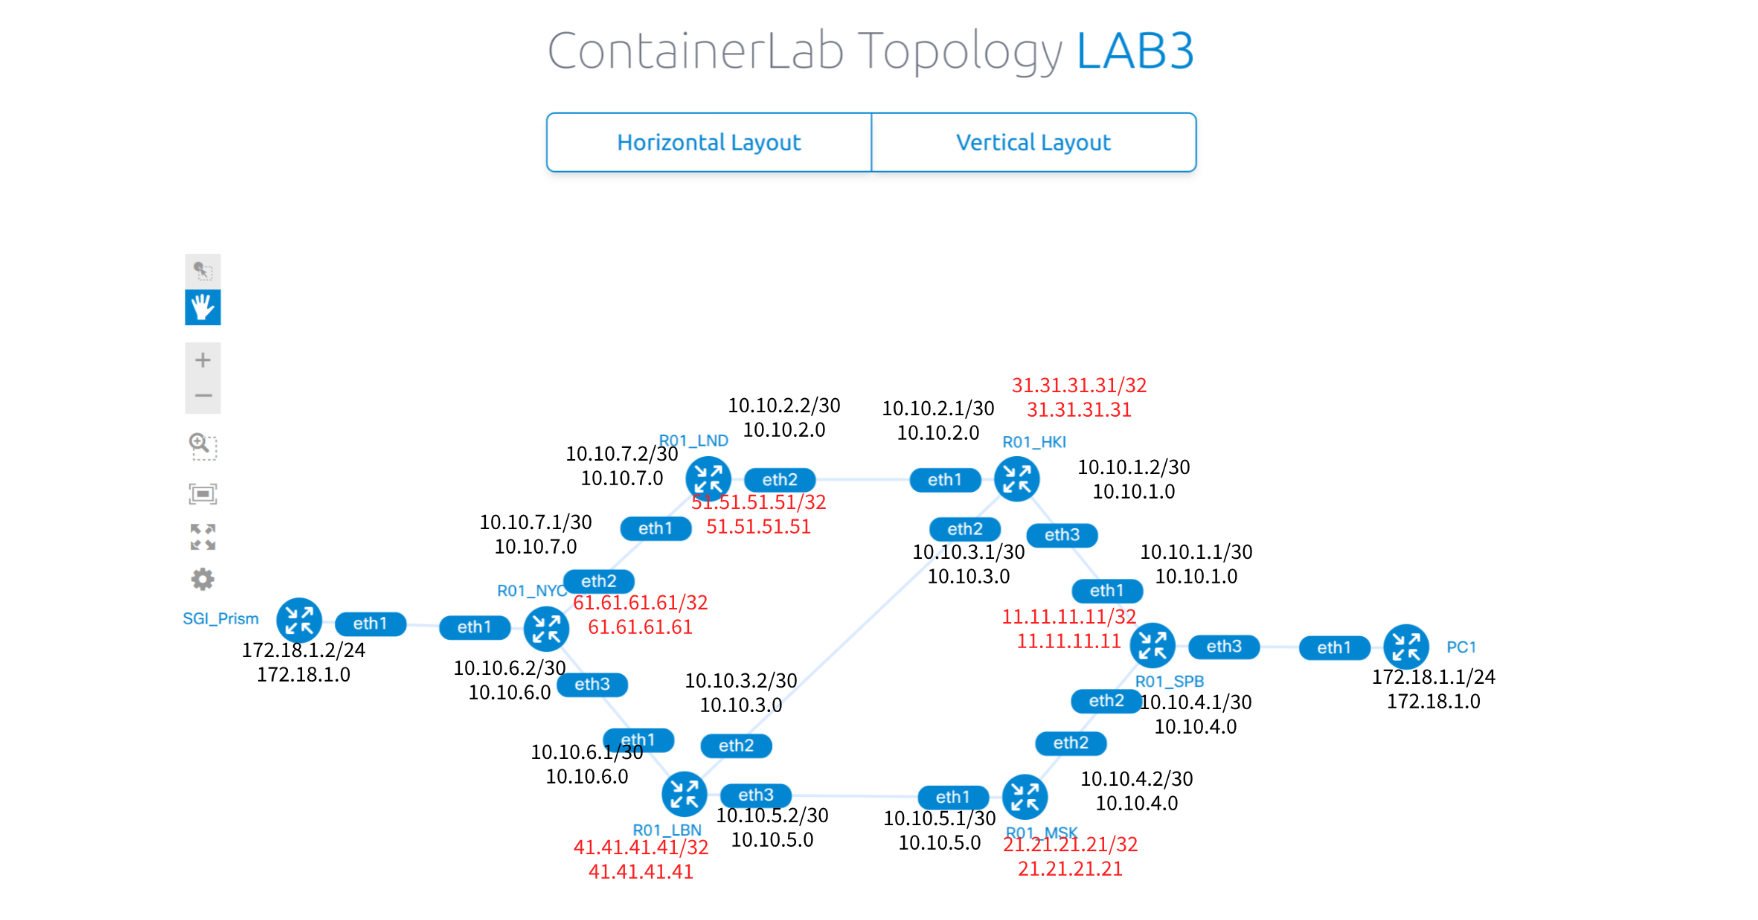 ContainerLab Topology LAB3
Horizontal Layout
Vertical Layout
31.31.31.31/32
31.31.31.31
10.10.2.2/30
10.10.2.0
10.10.2.1/30
10.10.2.0
R01_LND
R01_HKI
10.10.7.2/30
10.10.7.0
10.10.1.2/30
10.10.1.0
eth2
eth1
51.51.51.51/32
51.51.51.51
10.10.7.1/30
10.10.7.0
eth1
eth2
eth3
10.10.3.1/30
10.10.3.0
10.10.1.1/30
10.10.1.0
eth2
R01_NYC
eth1
61.61.61.61/32
61.61.61.61
11.11.11.11/32
11.11.11.11
SGI_Prism
eth1
eth1
172.18.1.2/24
172.18.1.0
eth3
eth1
PC1
172.18.1.1/24
172.18.1.0
10.10.6.2/30
10.10.6.0
eth3
10.10.3.2/30
10.10.3.0
R01_SPB
eth2
10.10.4.1/30
10.10.4.0
eth1
eth2
eth2
10.10.6.1/30
10.10.6.0
10.10.4.2/30
10.10.4.0
eth3
eth1
10.10.5.2/30
10.10.5.0
10.10.5.1/30
10.10.5.0
R01_LBN
R01_MSK
41.41.41.41/32
41.41.41.41
21.21.21.21/32
21.21.21.21